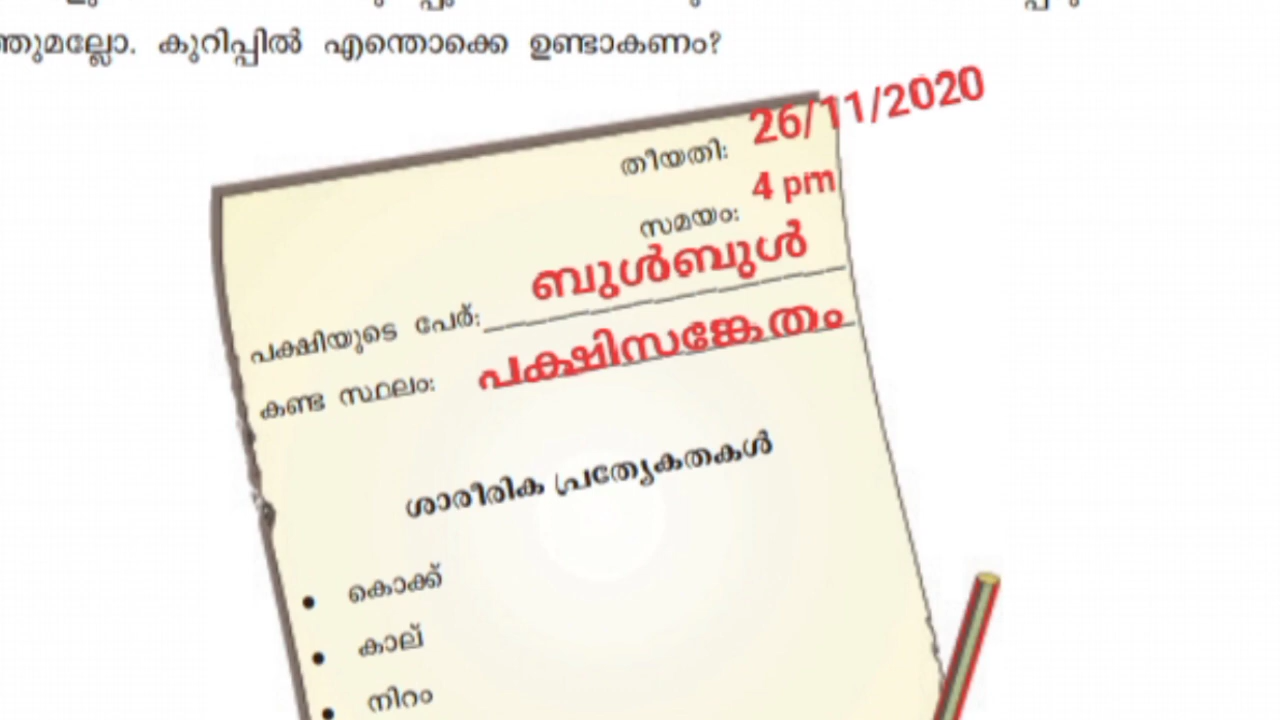 ത്തുമല്ലോ. കുറിപ്പിൽ എന്തൊക്കെ ഉണ്ടാകണം?
തീയതി: 26/11/2020
സമയം: 4 pm
പക്ഷിയുടെ പേര്: ബുൾബുൾ
കണ്ട സ്ഥലം: പക്ഷിസങ്കേതം
ശാരീരിക പ്രത്യേകതകൾ
• കൊക്ക്
• കാല്
• നിറം